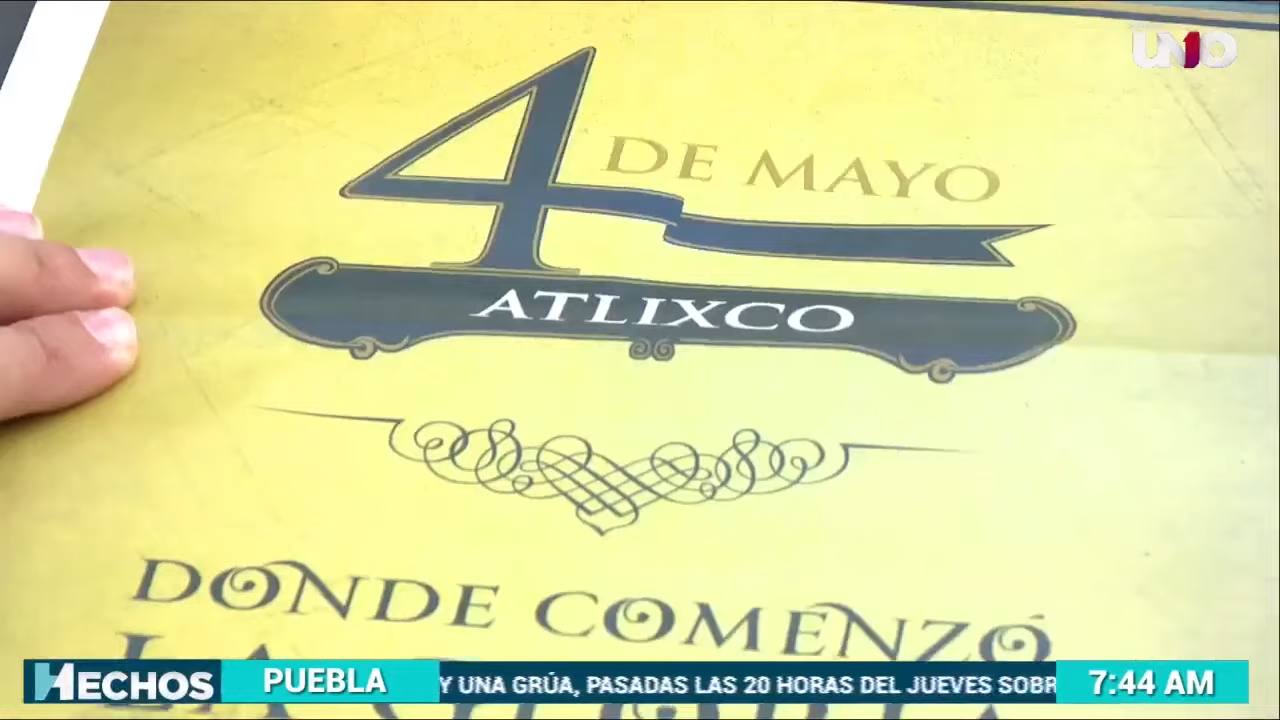 UNO
4 DE MAYO
ATLIXCO
DONDE COMENZÓ
LA
HECHOS
PUEBLA
Y UNA GRÚA, PASADAS LAS 20 HORAS DEL JUEVES SOBR
7:44 AM